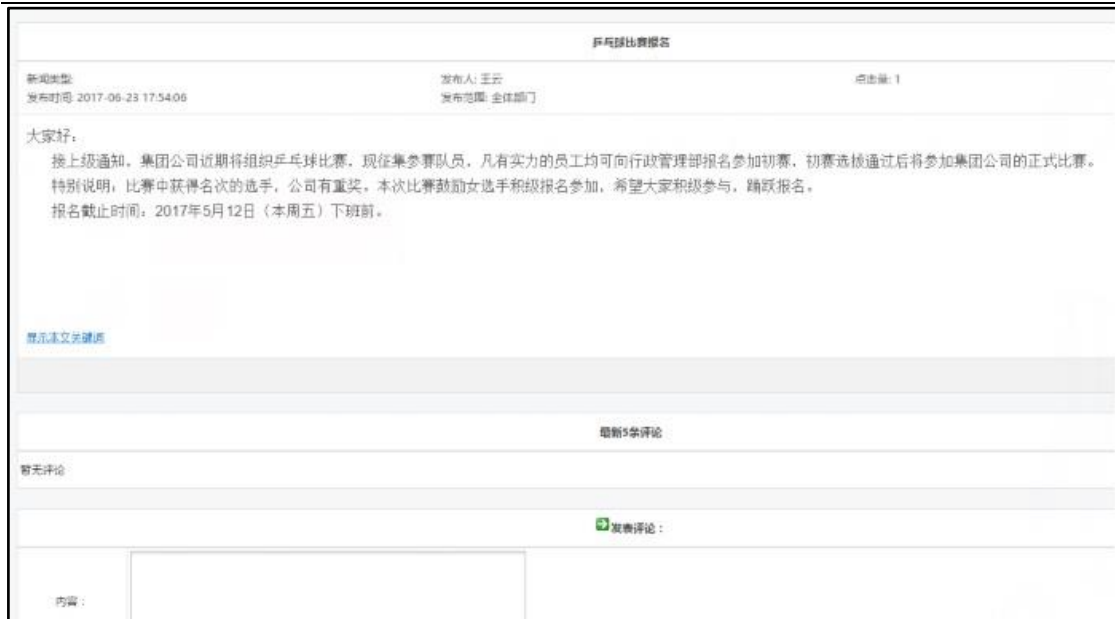 乒乓球比赛报名
新闻类型:
发布人: 王云
点击量: 1
发布时间: 2017-06-23 17:54:06
发布范围: 全体部门
大家好：
接上级通知，集团公司近期将组织乒乓球比赛，现征集参赛队员，凡有实力的员工均可向行政管理部报名参加初赛，初赛选拔通过后将参加集团公司的正式比赛。
特别说明：比赛中获得名次的选手，公司有重奖。本次比赛鼓励女选手积级报名参加，希望大家积级参与，踊跃报名。
报名截止时间：2017年5月12日（本周五）下班前。
显示本文关键词
最新5条评论
暂无评论
发表评论：
内容：